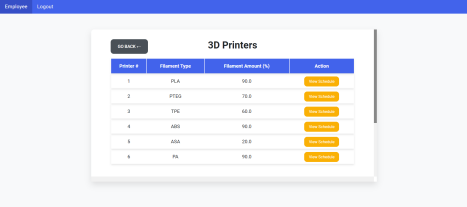 Employee Logout
GO BACK ←
3D Printers
Printer # Filament Type Filament Amount (%) Action
1 PLA 90.0 View Schedule
2 PTEG 70.0 View Schedule
3 TPE 60.0 View Schedule
4 ABS 90.0 View Schedule
5 ASA 20.0 View Schedule
6 PA 90.0 View Schedule